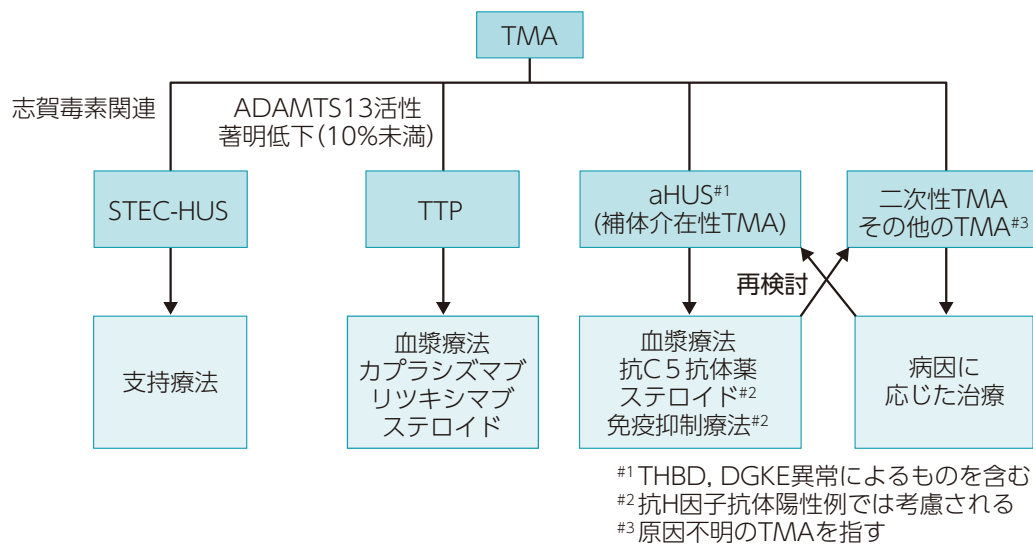 TMA
志賀毒素関連
ADAMTS13活性
著明低下(10%未満)
STEC-HUS
TTP
aHUS#1
(補体介在性TMA)
二次性TMA
その他のTMA#3
再検討
支持療法
血漿療法
カプラシズマブ
リツキシマブ
ステロイド
血漿療法
抗C5抗体薬
ステロイド#2
免疫抑制療法#2
病因に
応じた治療
#1 THBD, DGKE異常によるものを含む
#2 抗H因子抗体陽性例では考慮される
#3 原因不明のTMAを指す